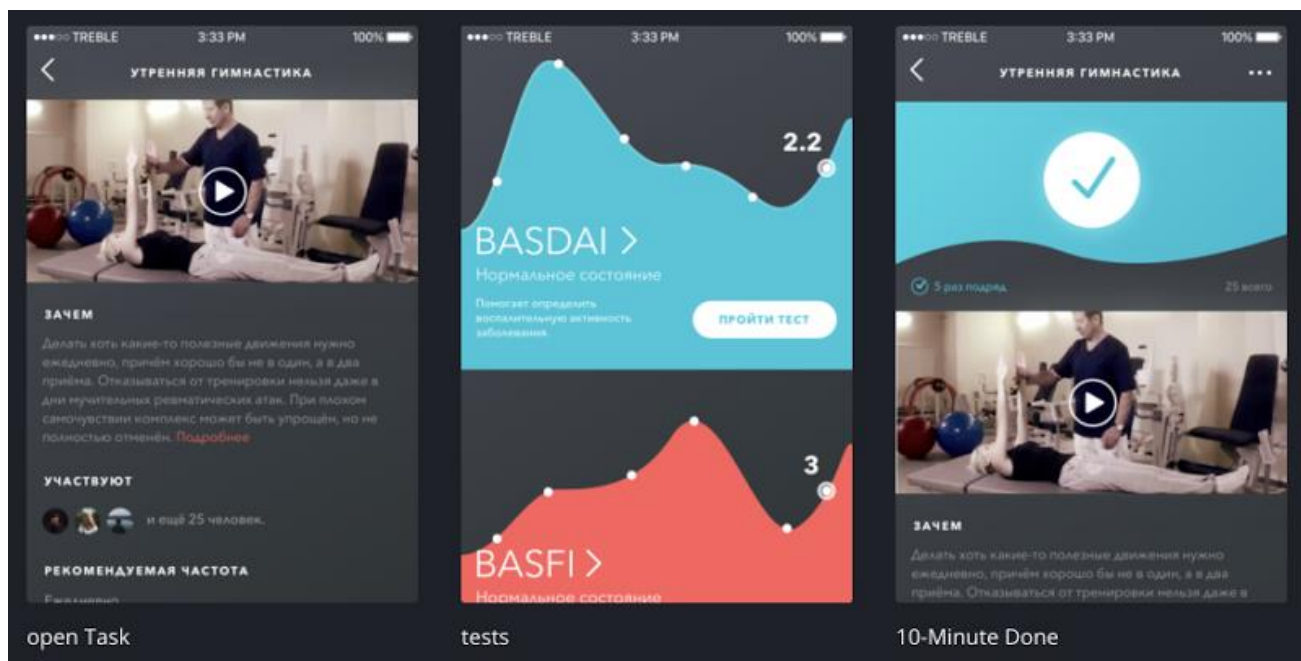 TREBLE 3:33 PM 100%
УТРЕННЯЯ ГИМНАСТИКА
ЗАЧЕМ
Делать хоть какие-то полезные движения нужно
ежедневно, причём хорошо бы не в один, а в два
приёма. Отказываться от тренировки нельзя даже в
дни мучительных ревматических атак. При плохом
самочувствии комплекс может быть упрощён, но не
полностью отменён. Подробнее
УЧАСТВУЮТ
и ещё 25 человек.
РЕКОМЕНДУЕМАЯ ЧАСТОТА
Ежедневно
open Task
TREBLE 3:33 PM 100%
2.2
BASDAI >
Нормальное состояние
Помогает определить
воспалительную активность
заболевания.
ПРОЙТИ ТЕСТ
3
BASFI >
Нормальное состояние
tests
TREBLE 3:33 PM 100%
УТРЕННЯЯ ГИМНАСТИКА
5 раз подряд
25 всего
ЗАЧЕМ
Делать хоть какие-то полезные движения нужно
ежедневно, причём хорошо бы не в один, а в два
приёма. Отказываться от тренировки нельзя даже в
10-Minute Done